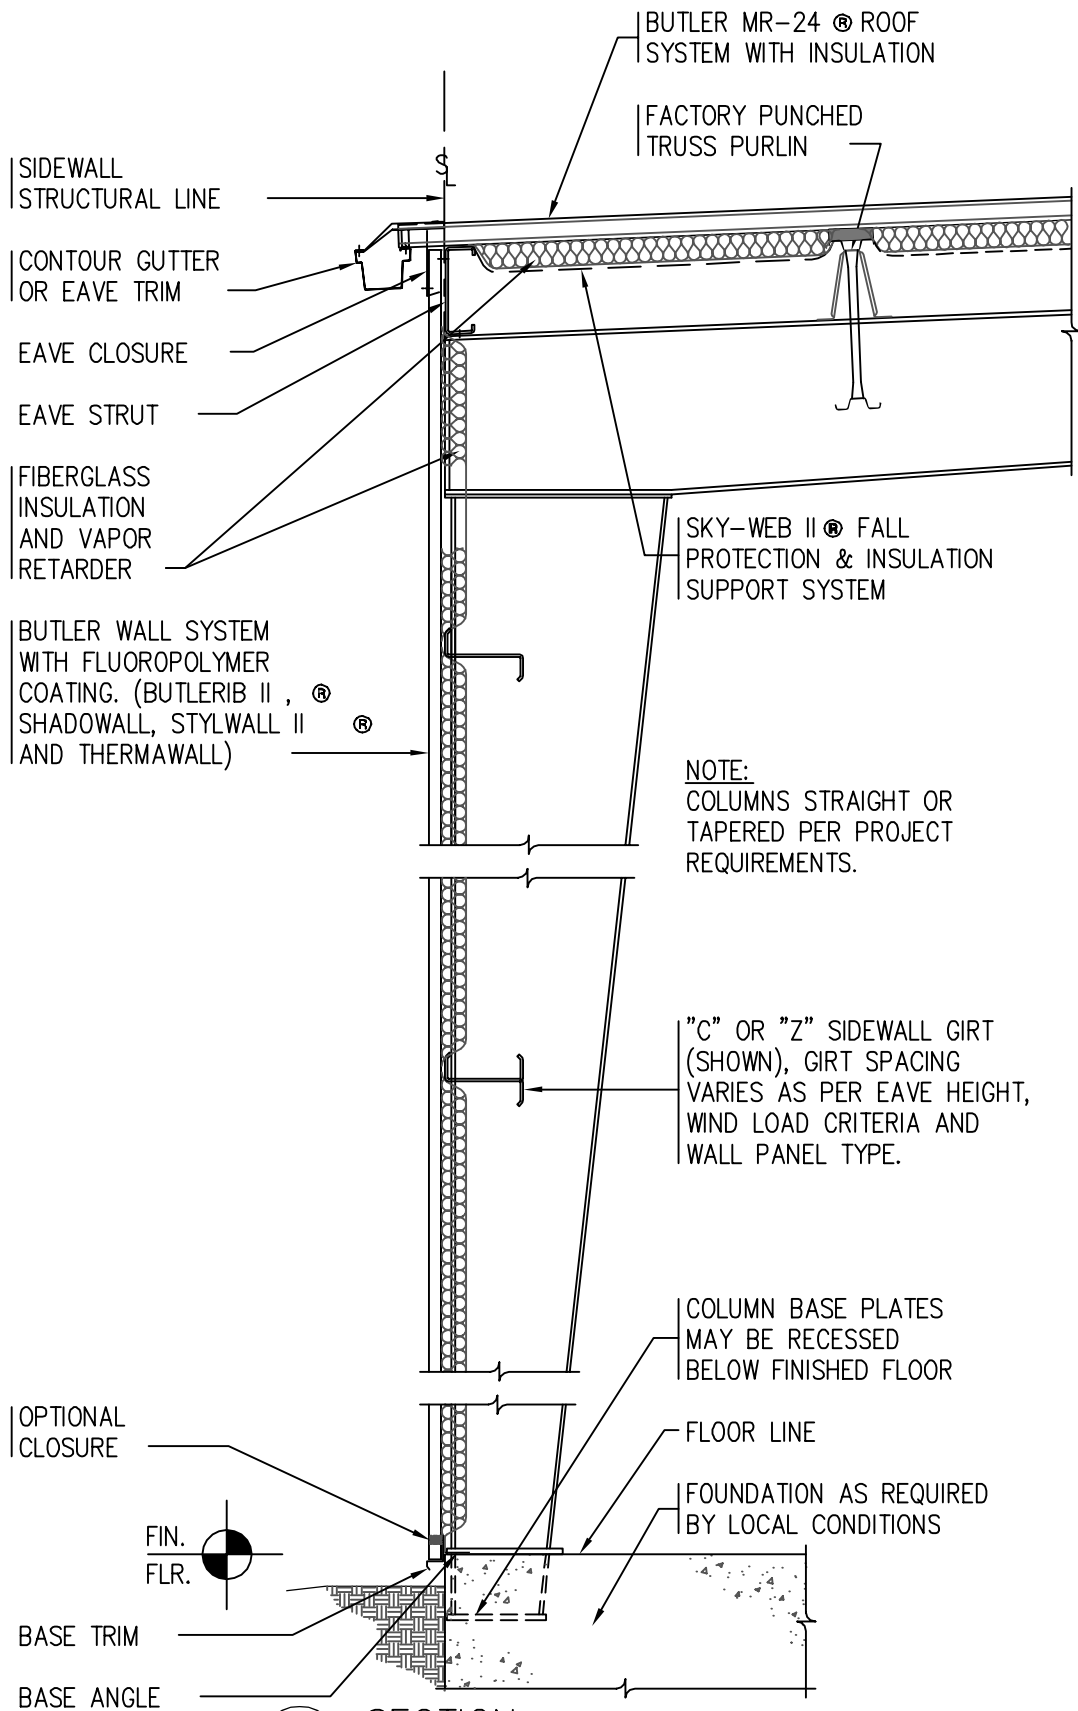 BUTLER MR-24 ® ROOF
SYSTEM WITH INSULATION
FACTORY PUNCHED
TRUSS PURLIN
SL
SIDEWALL
STRUCTURAL LINE
CONTOUR GUTTER
OR EAVE TRIM
EAVE CLOSURE
EAVE STRUT
FIBERGLASS
INSULATION
AND VAPOR
RETARDER
SKY-WEB II ® FALL
PROTECTION & INSULATION
SUPPORT SYSTEM
BUTLER WALL SYSTEM
WITH FLUOROPOLYMER
COATING. (BUTLERIB II , ®
SHADOWALL, STYLWALL II ®
AND THERMAWALL)
NOTE:
COLUMNS STRAIGHT OR
TAPERED PER PROJECT
REQUIREMENTS.
"C" OR "Z" SIDEWALL GIRT
(SHOWN), GIRT SPACING
VARIES AS PER EAVE HEIGHT,
WIND LOAD CRITERIA AND
WALL PANEL TYPE.
COLUMN BASE PLATES
MAY BE RECESSED
BELOW FINISHED FLOOR
OPTIONAL
CLOSURE
FLOOR LINE
FOUNDATION AS REQUIRED
BY LOCAL CONDITIONS
FIN.
FLR.
BASE TRIM
BASE ANGLE
SECTION